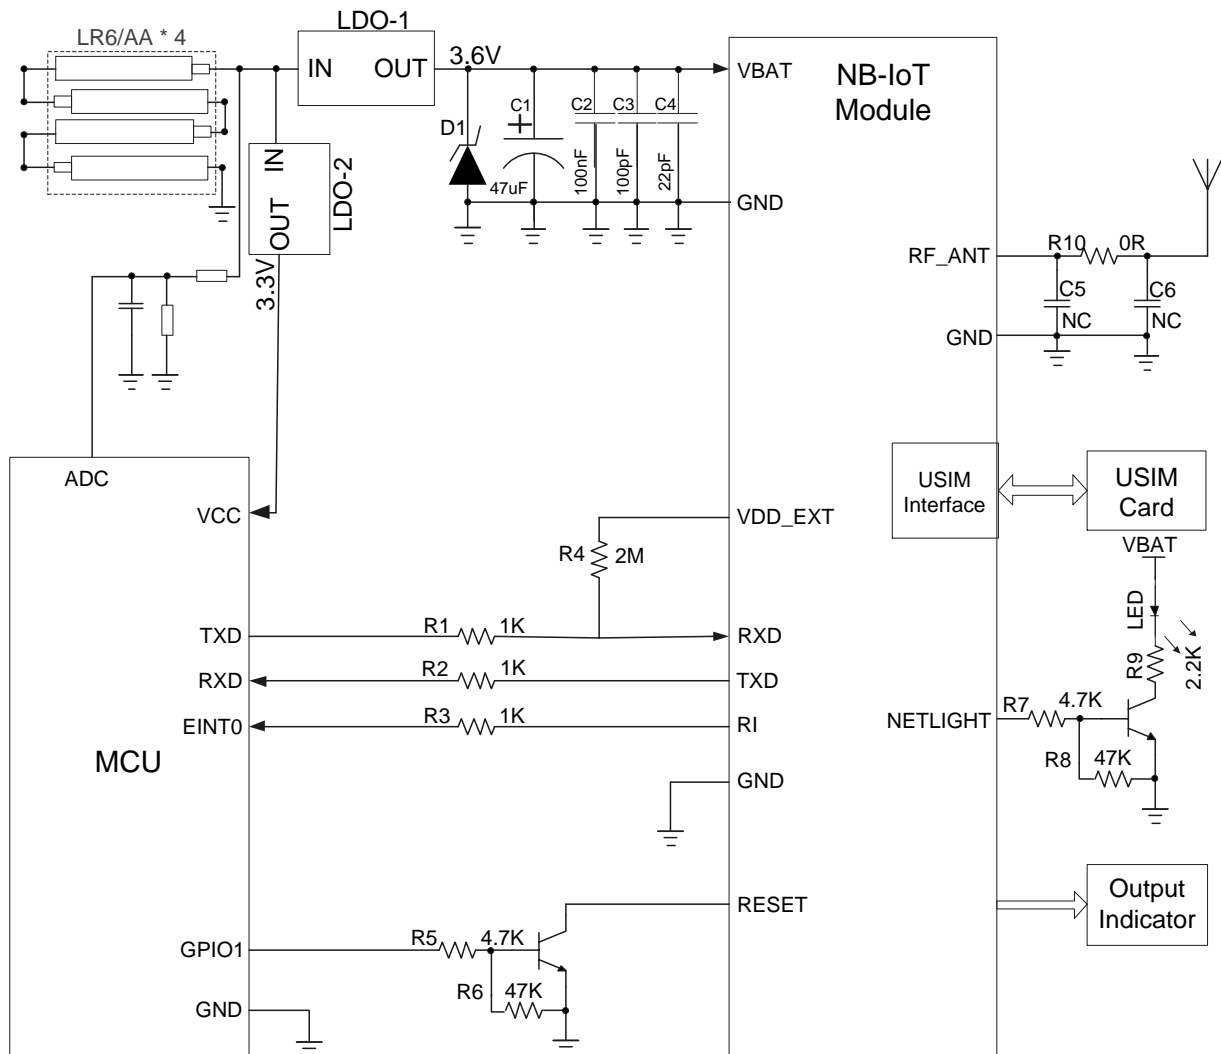 LDO-1
LR6/AA * 4
IN
OUT
3.6V
VBAT
NB-IoT
Module
C1
C2
C3
C4
D1
47uF
100nF
100pF
22pF
IN
OUT
LDO-2
3.3V
GND
RF_ANT
R10
0R
C5
NC
C6
NC
GND
ADC
VCC
VDD_EXT
USIM
Interface
USIM
Card
VBAT
R4
2M
LED
TXD
R1
1K
RXD
R9
2.2K
RXD
R2
1K
TXD
EINT0
R3
1K
RI
NETLIGHT
R7
4.7K
MCU
R8
47K
GND
RESET
Output
Indicator
GPIO1
R5
4.7K
R6
47K
GND